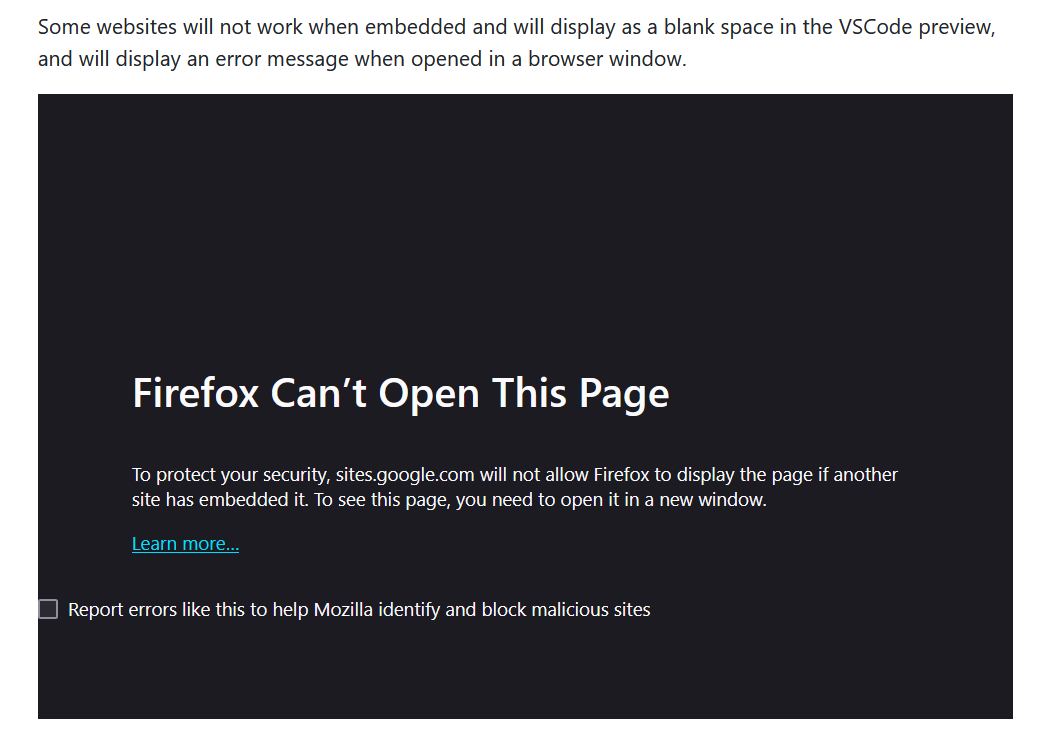 Some websites will not work when embedded and will display as a blank space in the VSCode preview,
and will display an error message when opened in a browser window.
Firefox Can’t Open This Page
To protect your security, sites.google.com will not allow Firefox to display the page if another
site has embedded it. To see this page, you need to open it in a new window.
Learn more...
Report errors like this to help Mozilla identify and block malicious sites